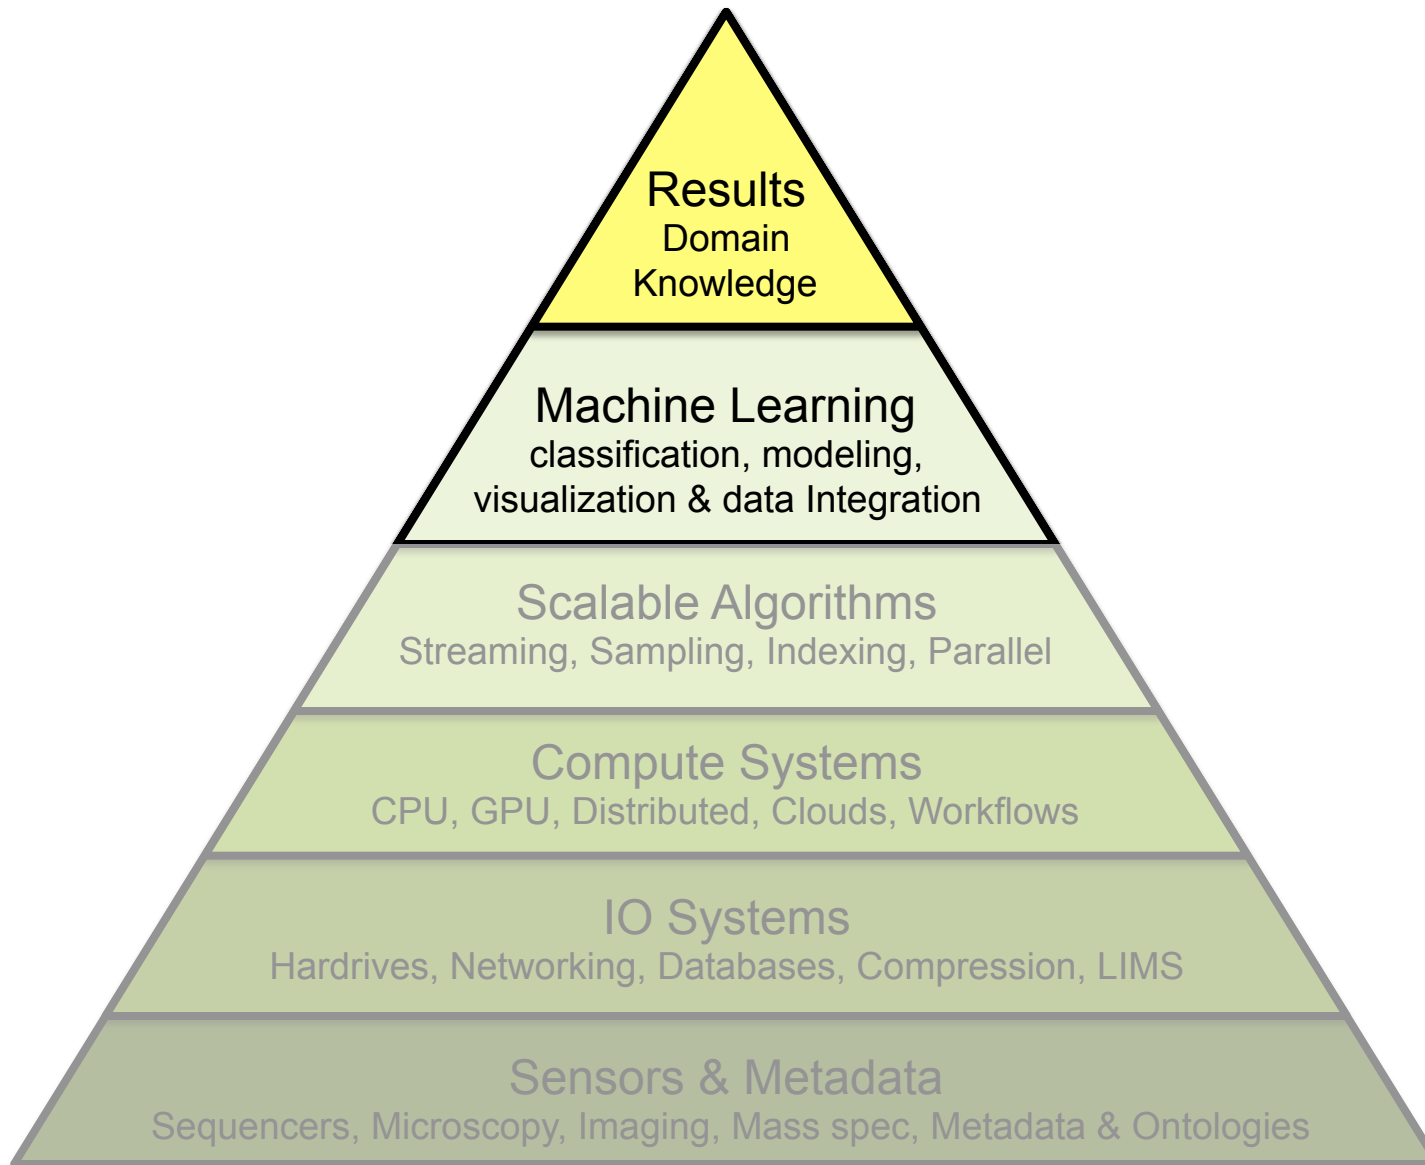 Results
Domain
Knowledge
Machine Learning
classification, modeling,
visualization & data Integration
Scalable Algorithms
Streaming, Sampling, Indexing, Parallel
Compute Systems
CPU, GPU, Distributed, Clouds, Workflows
IO Systems
Hardrives, Networking, Databases, Compression, LIMS
Sensors & Metadata
Sequencers, Microscopy, Imaging, Mass spec, Metadata & Ontologies